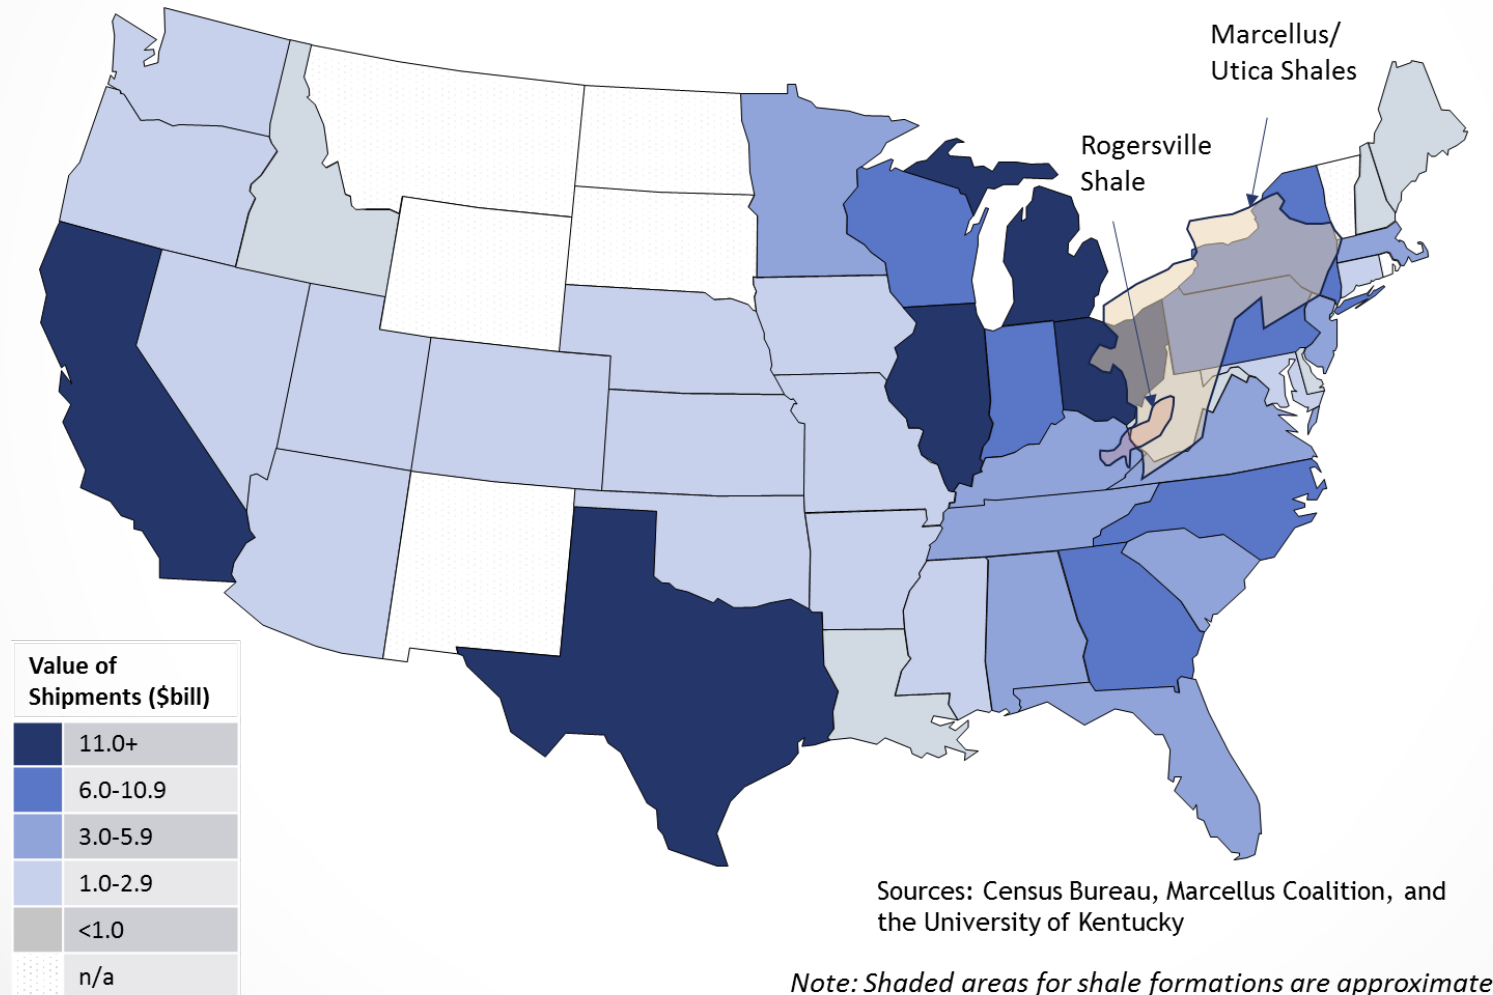 Marcellus/
Utica Shales
Rogersville
Shale
Value of
Shipments ($bill)
11.0+
6.0-10.9
3.0-5.9
1.0-2.9
<1.0
n/a
Sources: Census Bureau, Marcellus Coalition, and
the University of Kentucky
Note: Shaded areas for shale formations are approximate